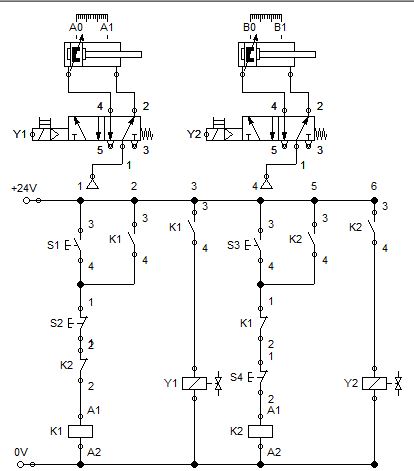 A0 A1 B0 B1
4 2 4 2
Y1 Y2
5 3 5 3
1 1
+24V 1 2 3 4 5 6
3 3 3 3 3 3
S1 K1 K1 S3 K2 K2
4 4 4 4 4 4
1 1
S2 K1
2 2
1 1
K2 S4
2 2
Y1 Y2
A1 A1
K1 K2
A2 A2
0V